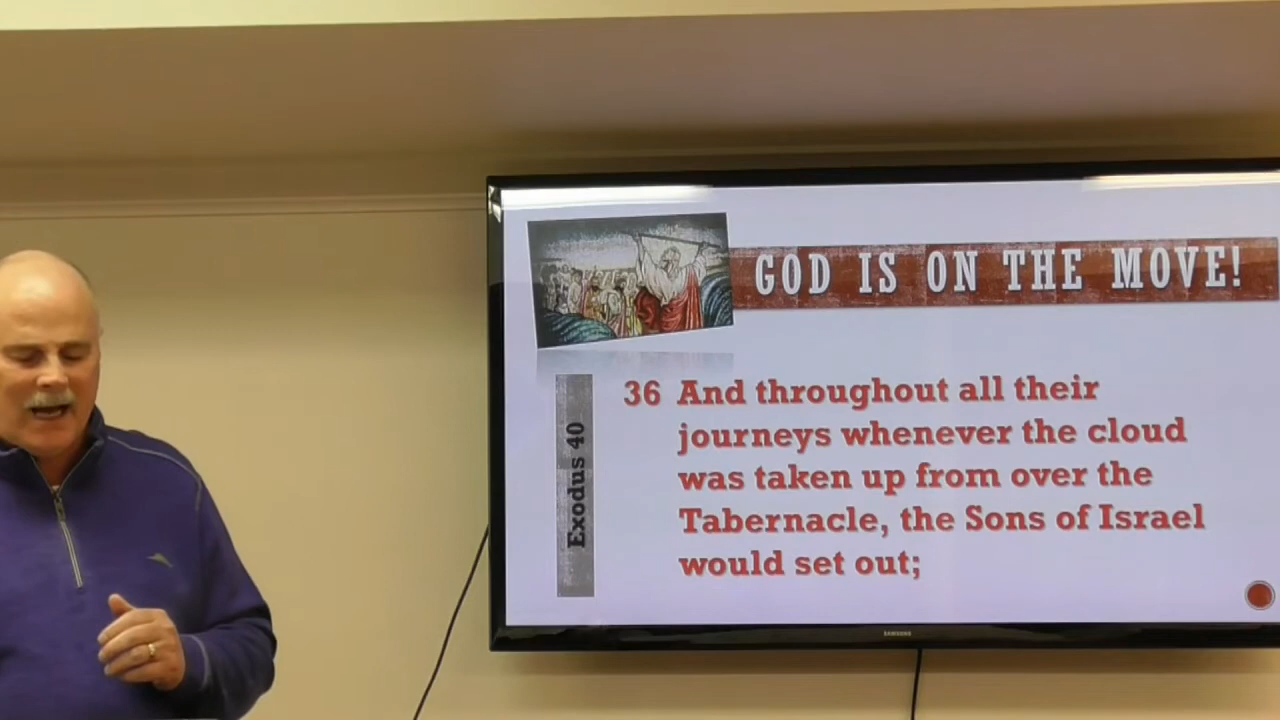 GOD IS ON THE MOVE!
Exodus 40
36 And throughout all their
journeys whenever the cloud
was taken up from over the
Tabernacle, the Sons of Israel
would set out;
SAMSUNG